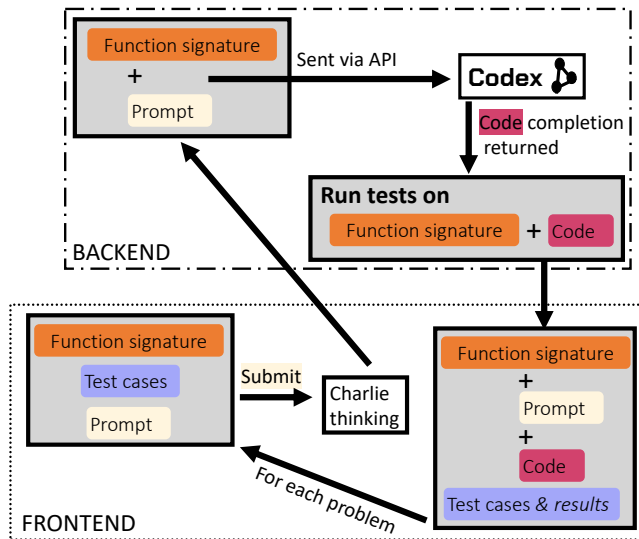 Function signature
+
Prompt
Sent via API
Codex
Code completion
returned
Run tests on
Function signature + Code
BACKEND
Function signature
Test cases
Prompt
Submit
Charlie
thinking
Function signature
+
Prompt
+
Code
Test cases & results
For each problem
FRONTEND